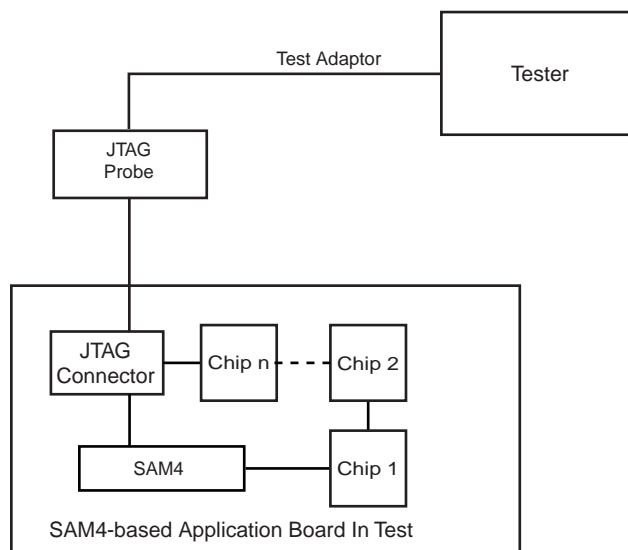 Test Adaptor
Tester
JTAG
Probe
JTAG
Connector
Chip n
Chip 2
SAM4
Chip 1
SAM4-based Application Board In Test